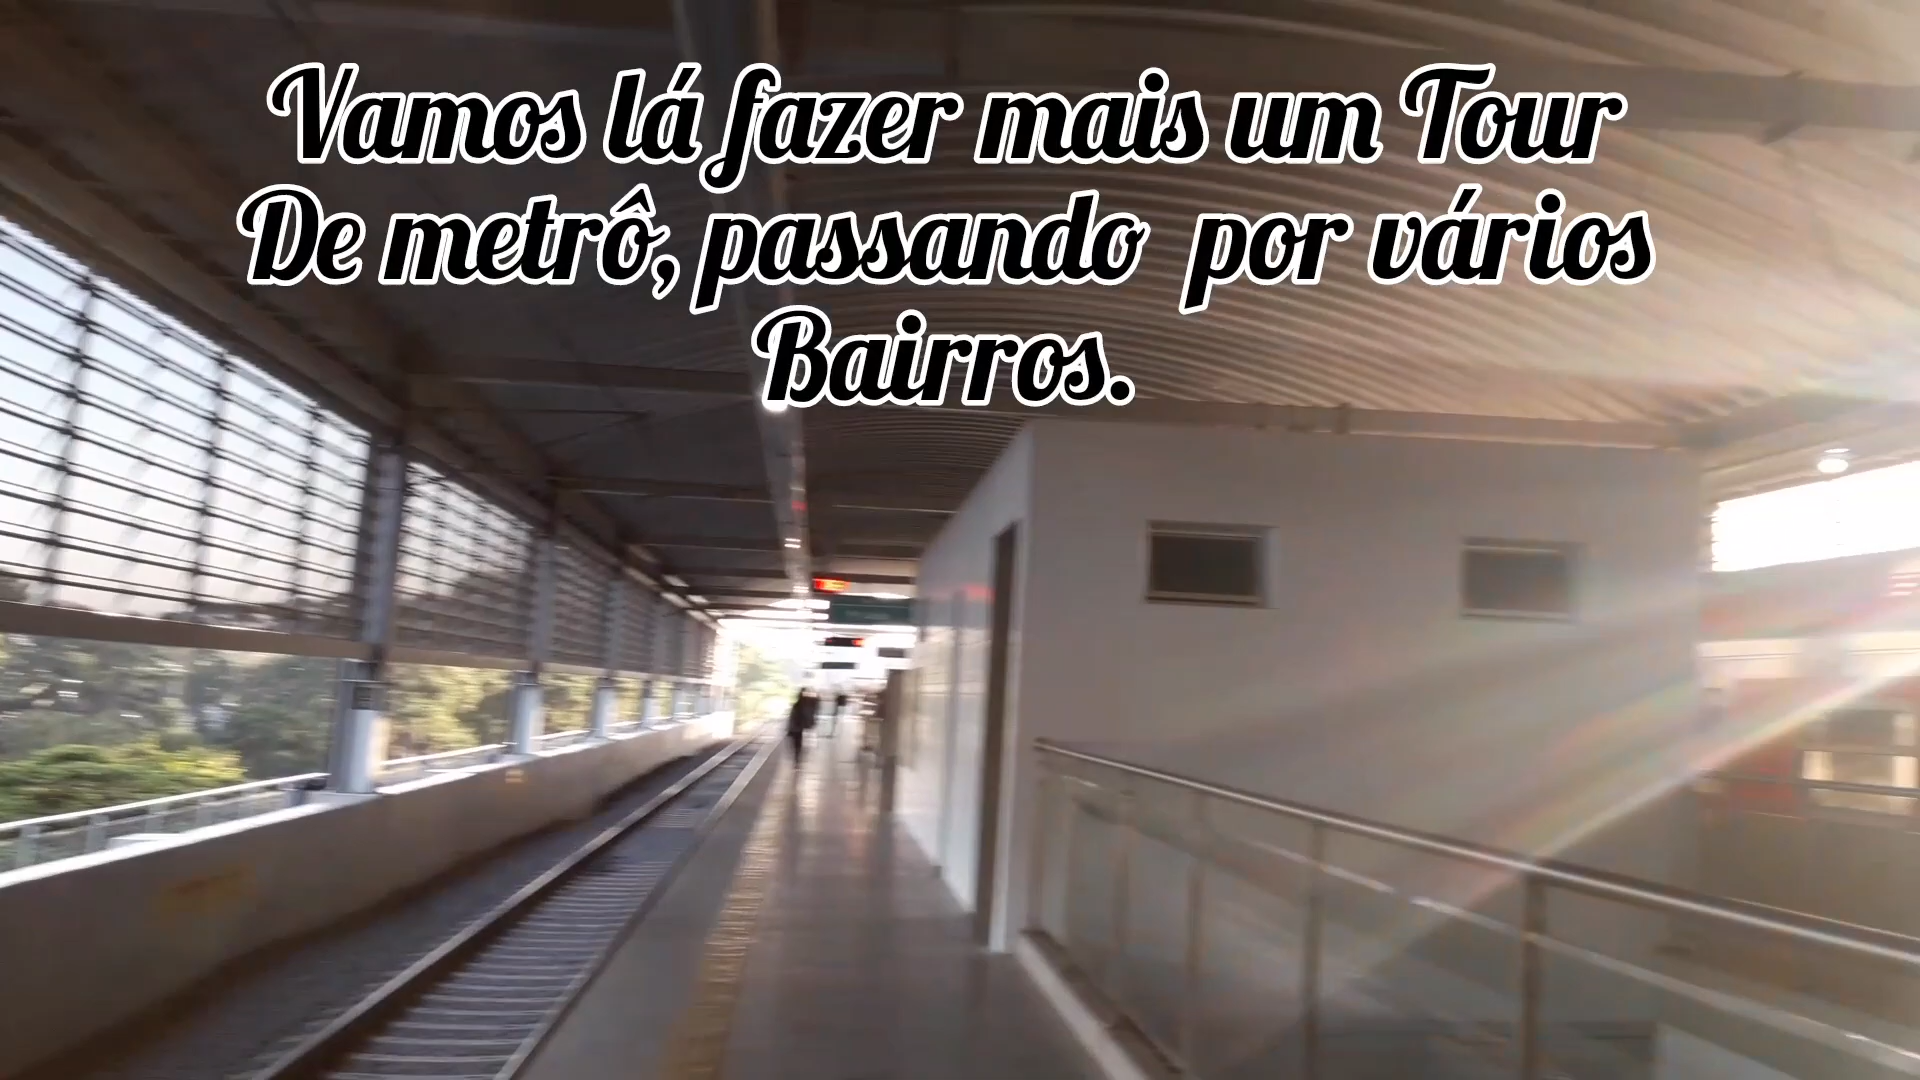 Vamos lá fazer mais um Tour
De metrô, passando por vários
Bairros.